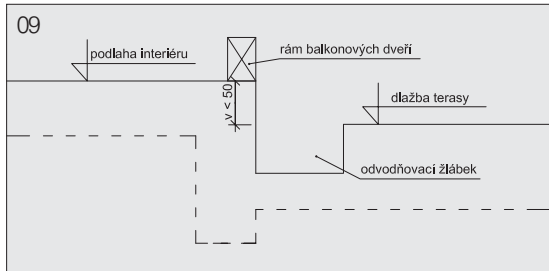 09
podlaha interiéru
rám balkonových dveří
v < 50
dlažba terasy
odvodňovací žlábek